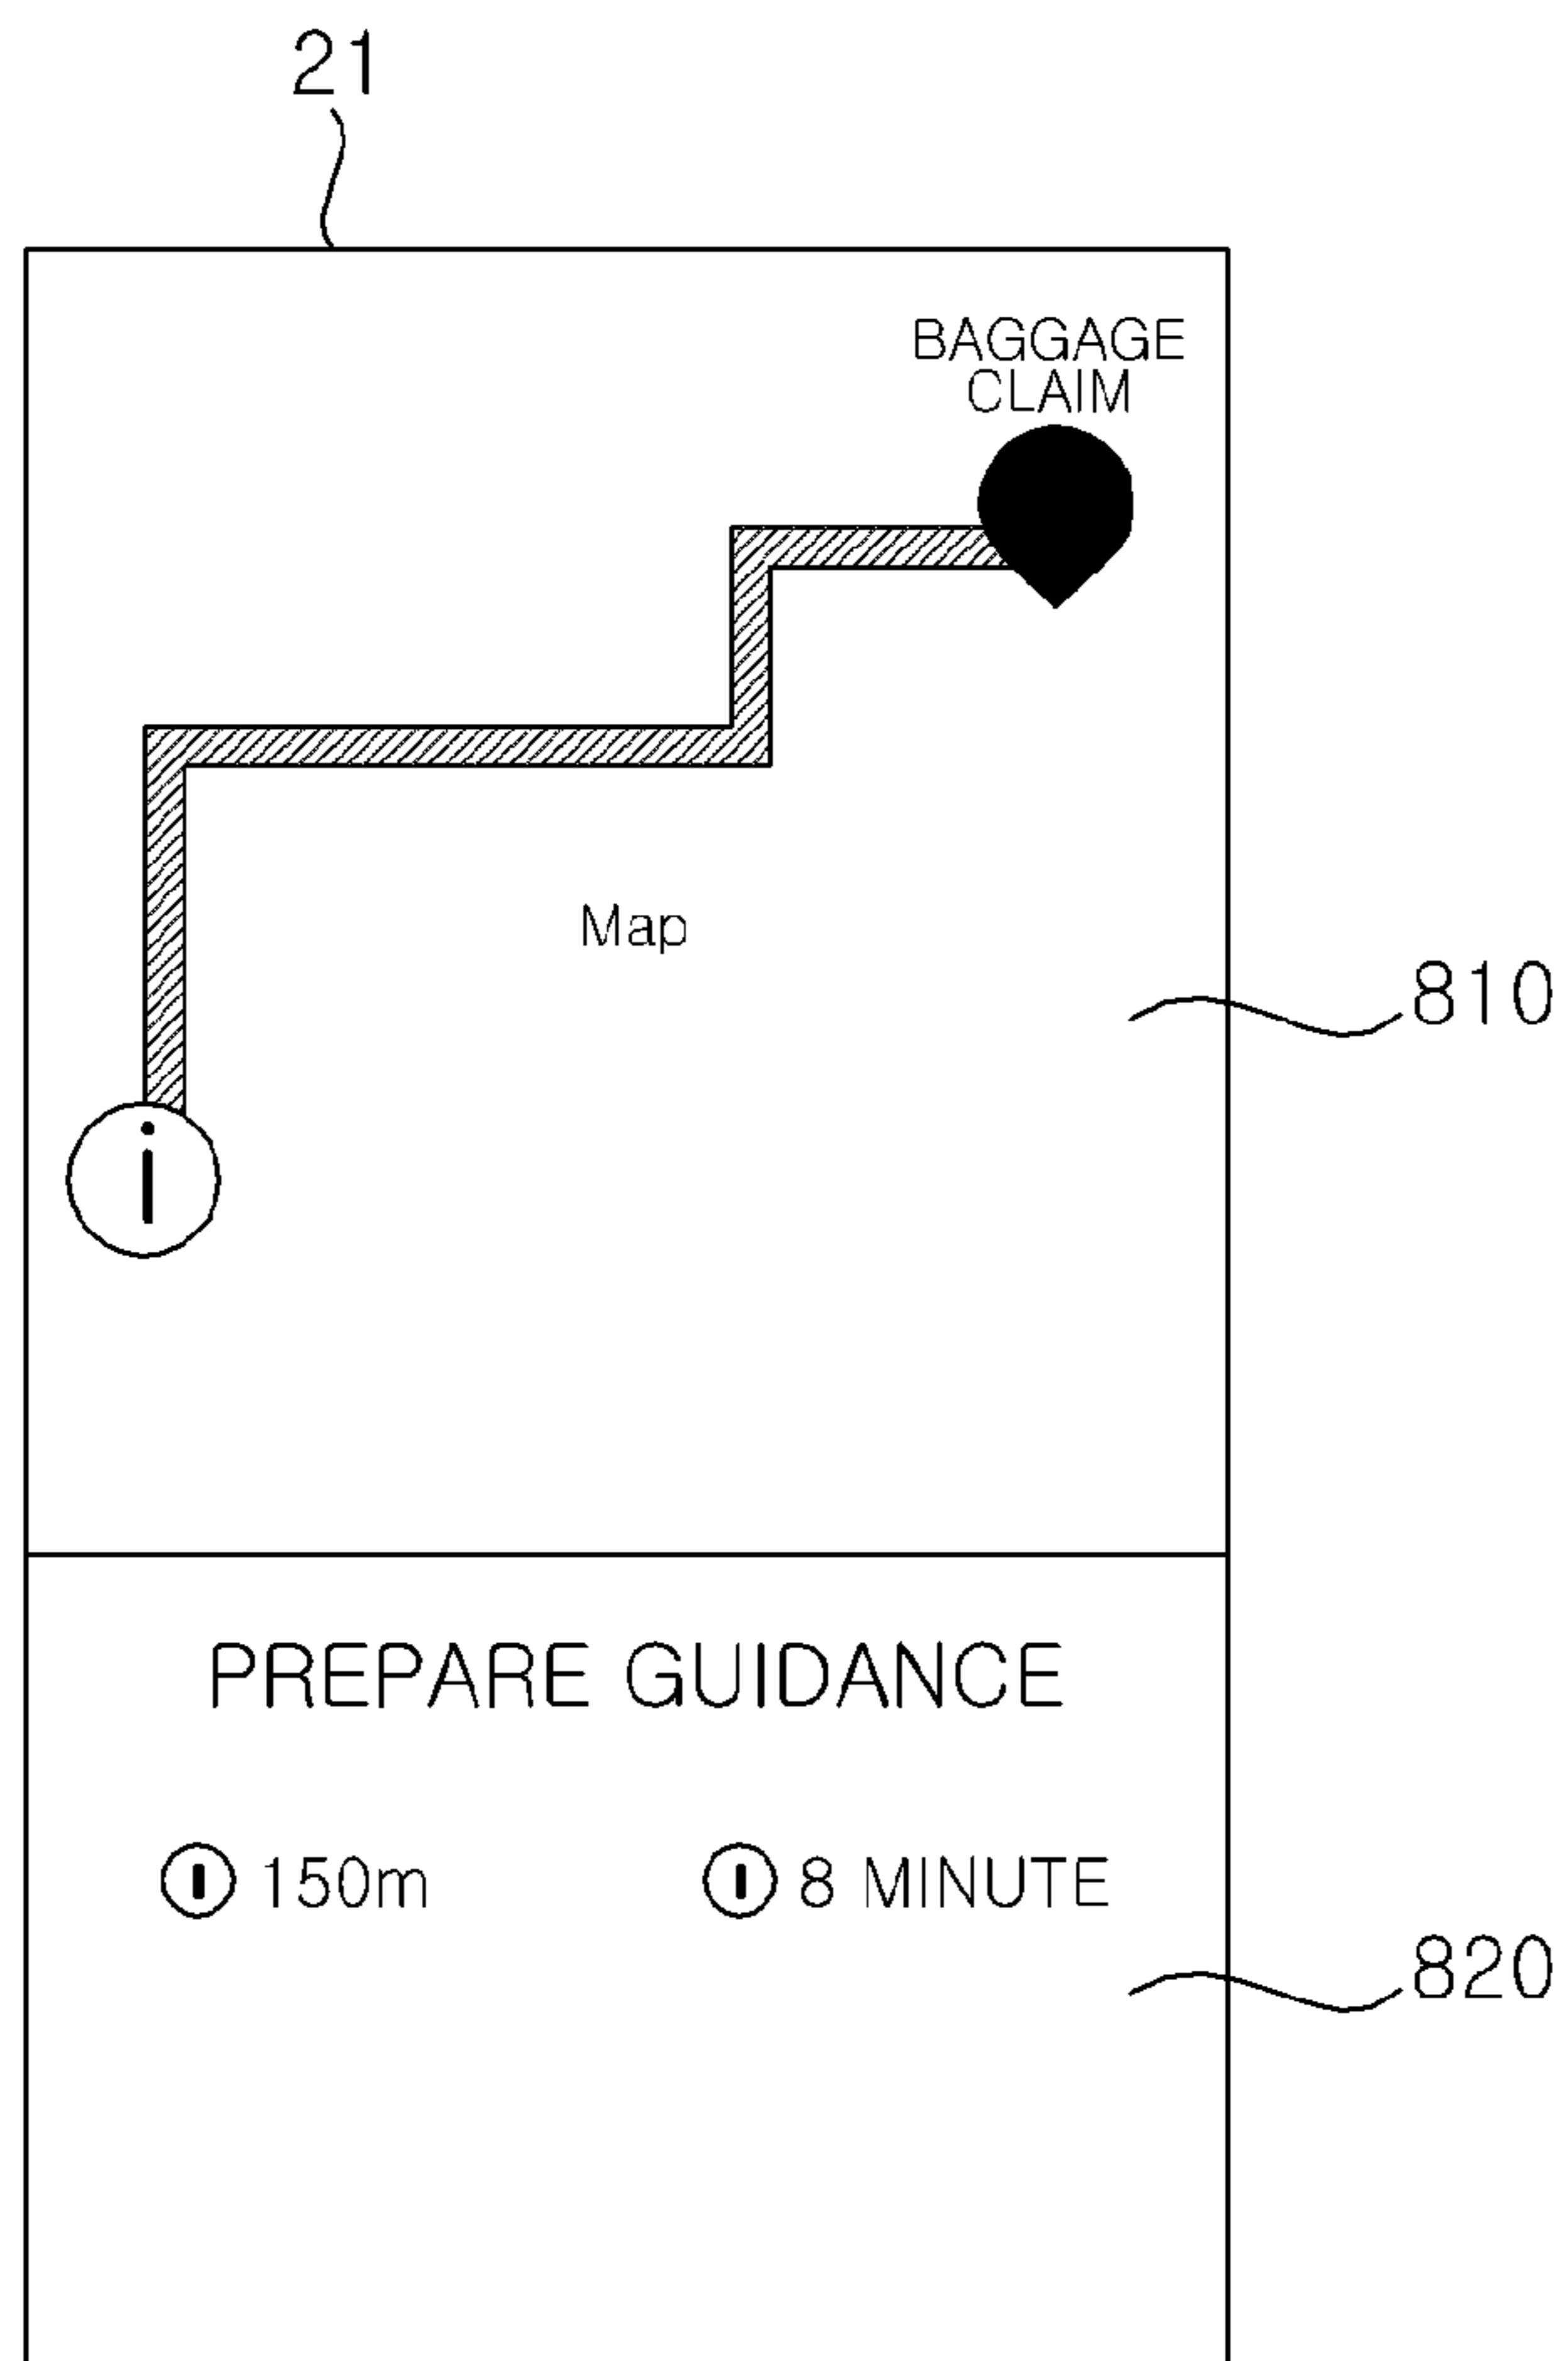 21
BAGGAGE
CLAIM
Map
810
i
PREPARE GUIDANCE
150m
8 MINUTE
820